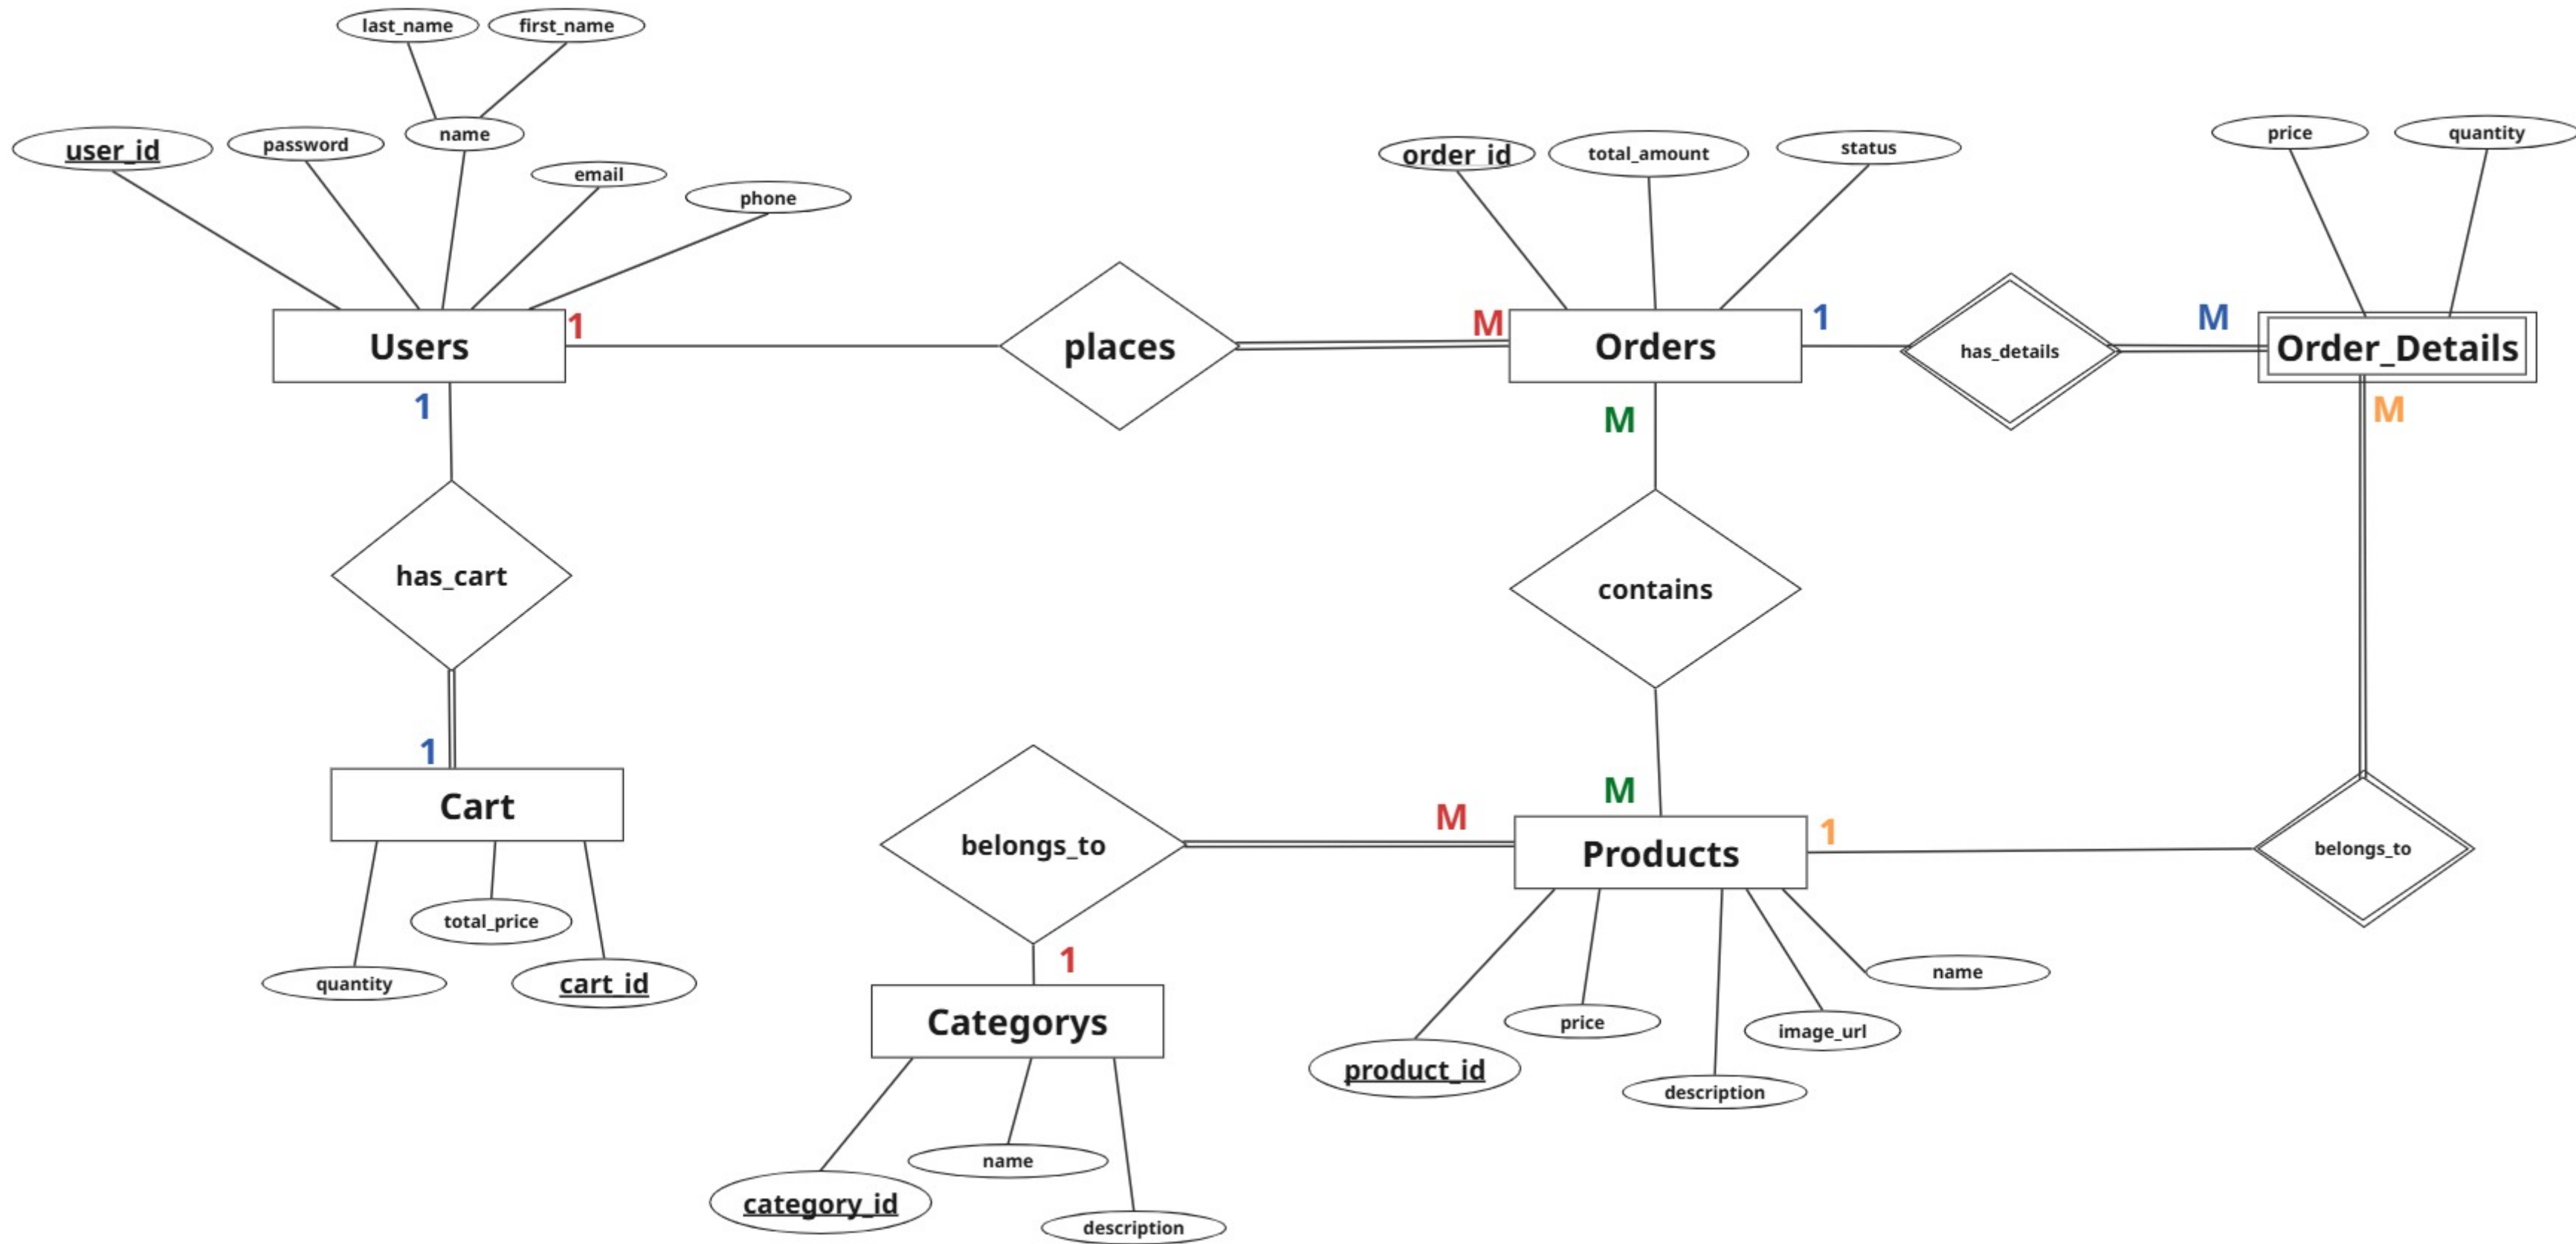 last_name
first_name
user_id
password
name
email
phone
order_id
total_amount
status
price
quantity
Users
1
places
M
Orders
1
has_details
M
Order_Details
1
M
M
has_cart
contains
1
Cart
M
M
Products
1
belongs_to
belongs_to
total_price
quantity
cart_id
1
Categorys
name
price
image_url
product_id
description
name
category_id
description